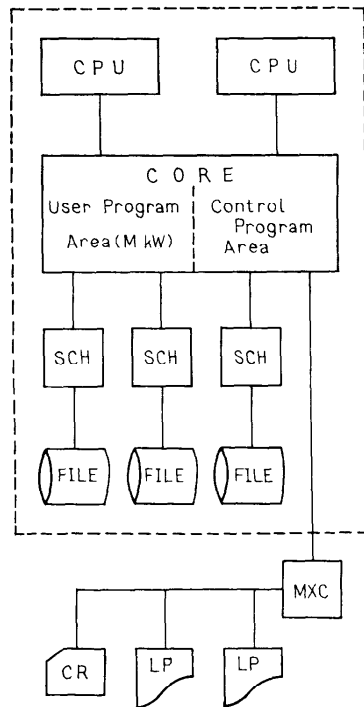 CPU
CPU
CORE
User Program
Area (M kW)
Control
Program
Area
SCH
SCH
SCH
FILE
FILE
FILE
MXC
CR
LP
LP